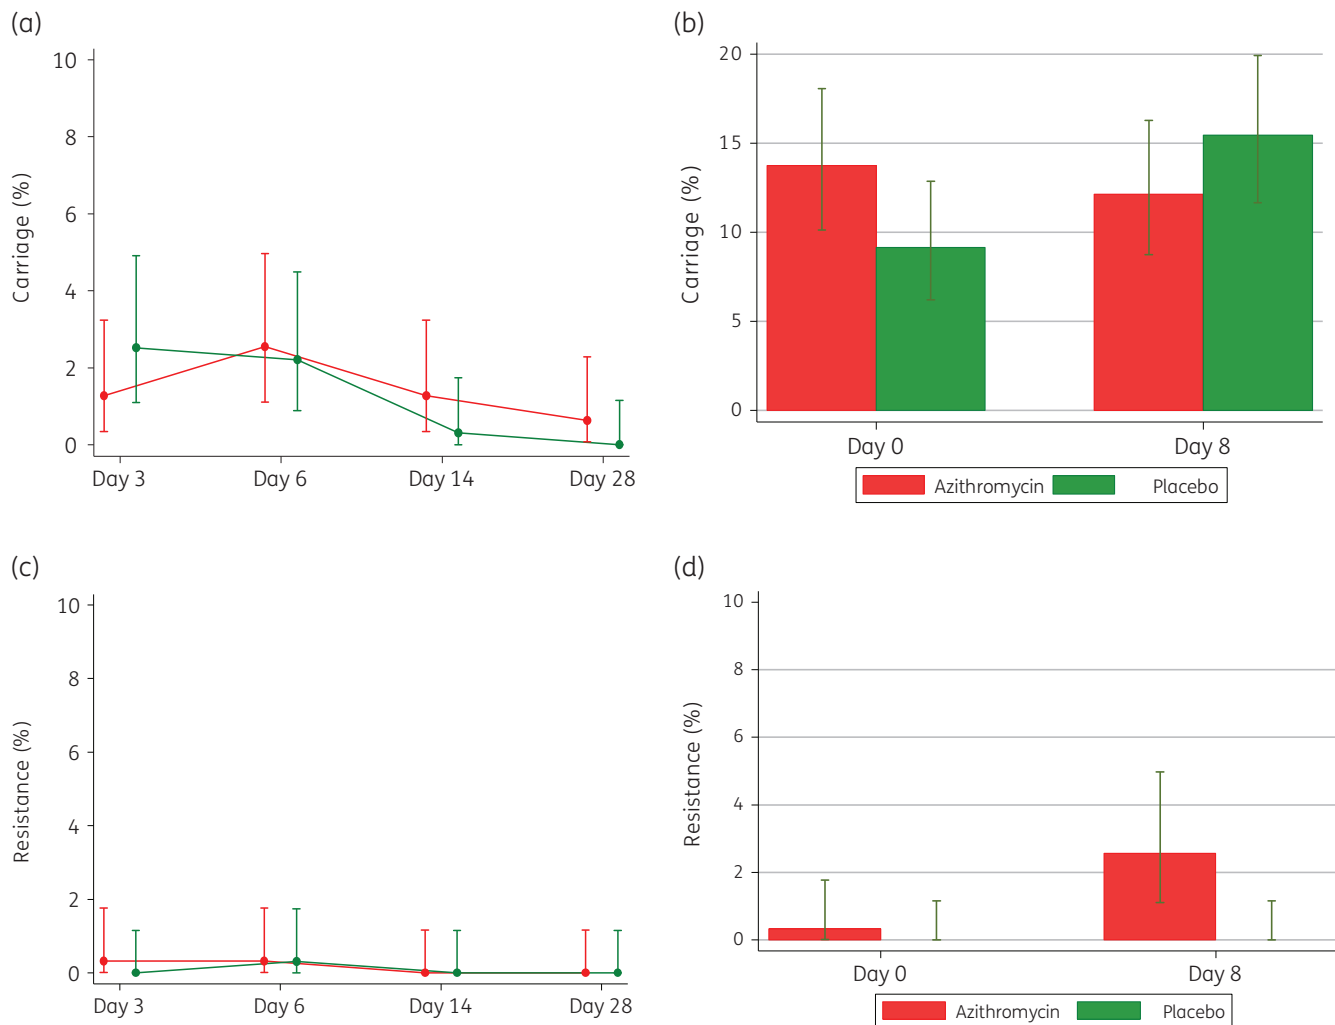 (a)
10
8
6
4
2
0
Carriage (%)
Day 3 Day 6 Day 14 Day 28
(b)
20
15
10
5
0
Carriage (%)
Day 0 Day 8
Azithromycin Placebo
(c)
10
8
6
4
2
0
Resistance (%)
Day 3 Day 6 Day 14 Day 28
(d)
10
8
6
4
2
0
Resistance (%)
Day 0 Day 8
Azithromycin Placebo